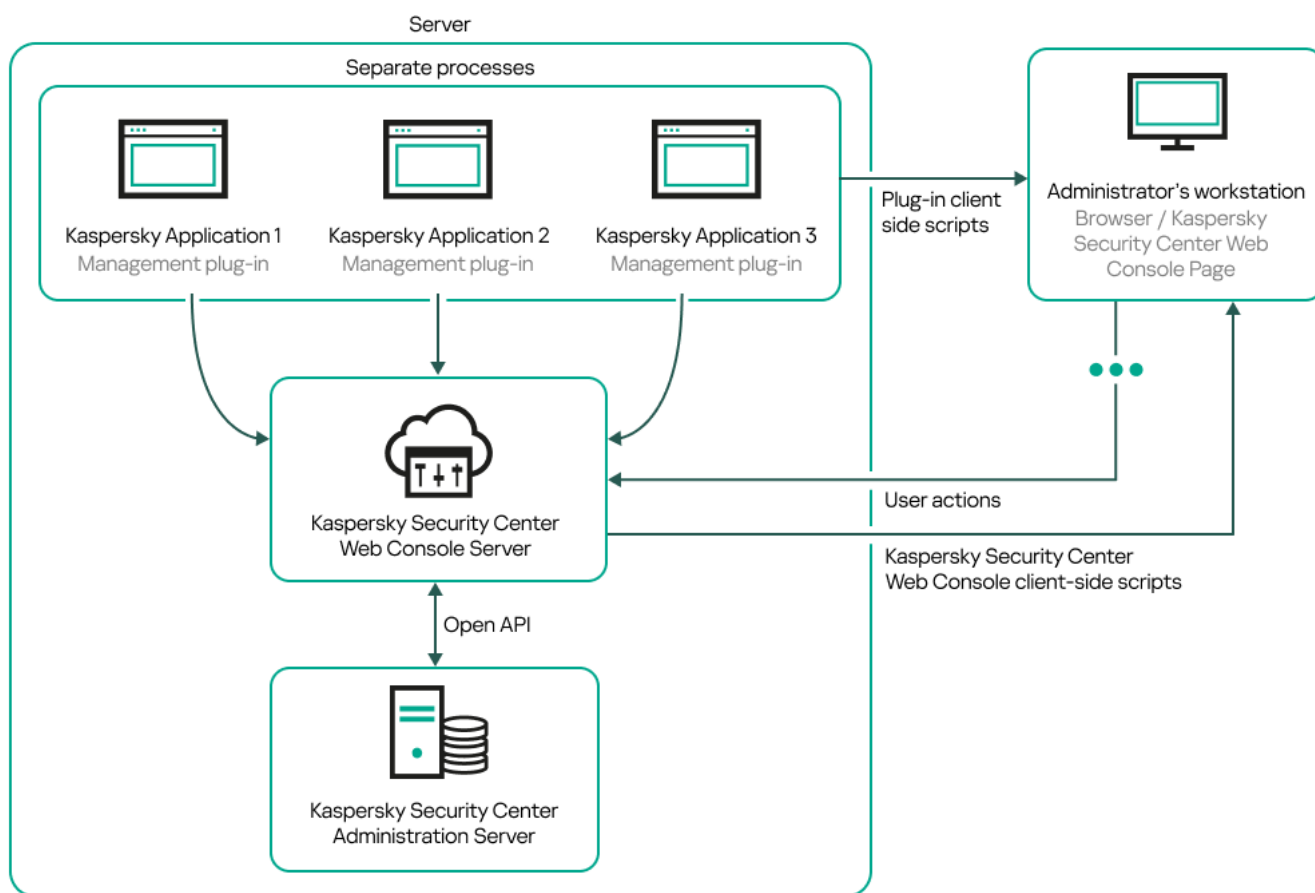 Server
Separate processes
Kaspersky Application 1
Management plug-in
Kaspersky Application 2
Management plug-in
Kaspersky Application 3
Management plug-in
Plug-in client
side scripts
Administrator's workstation
Browser / Kaspersky
Security Center Web
Console Page
Kaspersky Security Center
Web Console Server
User actions
Kaspersky Security Center
Web Console client-side scripts
Open API
Kaspersky Security Center
Administration Server